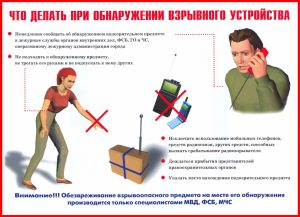 ЧТО ДЕЛАТЬ ПРИ ОБНАРУЖЕНИИ ВЗРЫВНОГО УСТРОЙСТВА
Немедленно сообщить об обнаруженном подозрительном предмете
в дежурные службы органов внутренних дел, ФСБ, ГО и ЧС,
оперативному дежурному администрации города
Не подходить к обнаруженному предмету,
не трогать его руками и не подпускать к нему других
Исключить использование мобильных телефонов,
средств радиосвязи, других средств, способных
вызвать срабатывание радиовзрывателя
Дождаться прибытия представителей
правоохранительных органов
Указать место нахождения подозрительного предмета
Внимание!!! Обезвреживание взрывоопасного предмета на месте его обнаружения
производится только специалистами МВД, ФСБ, МЧС